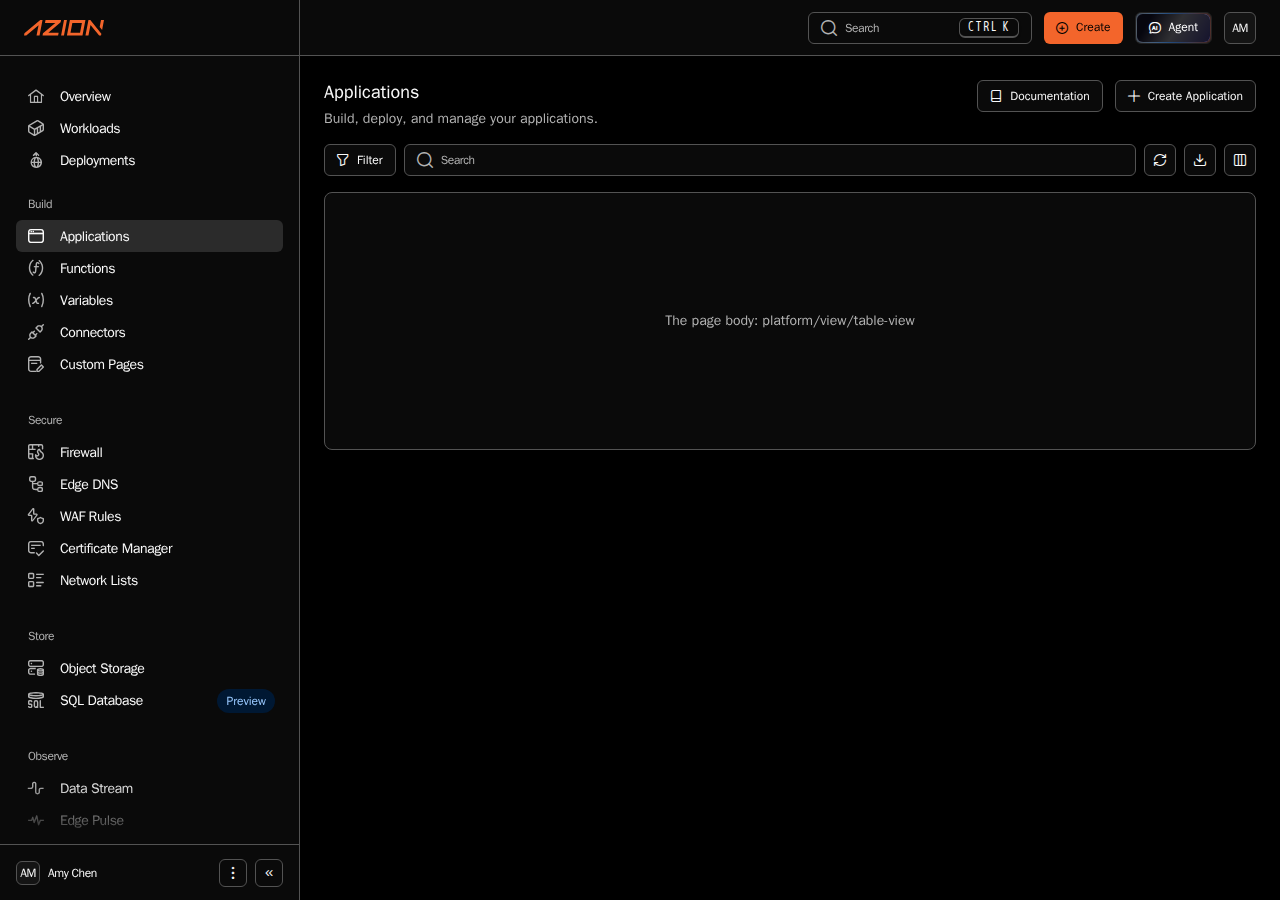 AZION
Search CTRL K
Create
Agent
AM
Overview
Workloads
Deployments
Build
Applications
Functions
Variables
Connectors
Custom Pages
Secure
Firewall
Edge DNS
WAF Rules
Certificate Manager
Network Lists
Store
Object Storage
SQL Database Preview
Observe
Data Stream
Edge Pulse
AM Amy Chen
Applications
Build, deploy, and manage your applications.
Documentation
Create Application
Filter
Search
The page body: platform/view/table-view